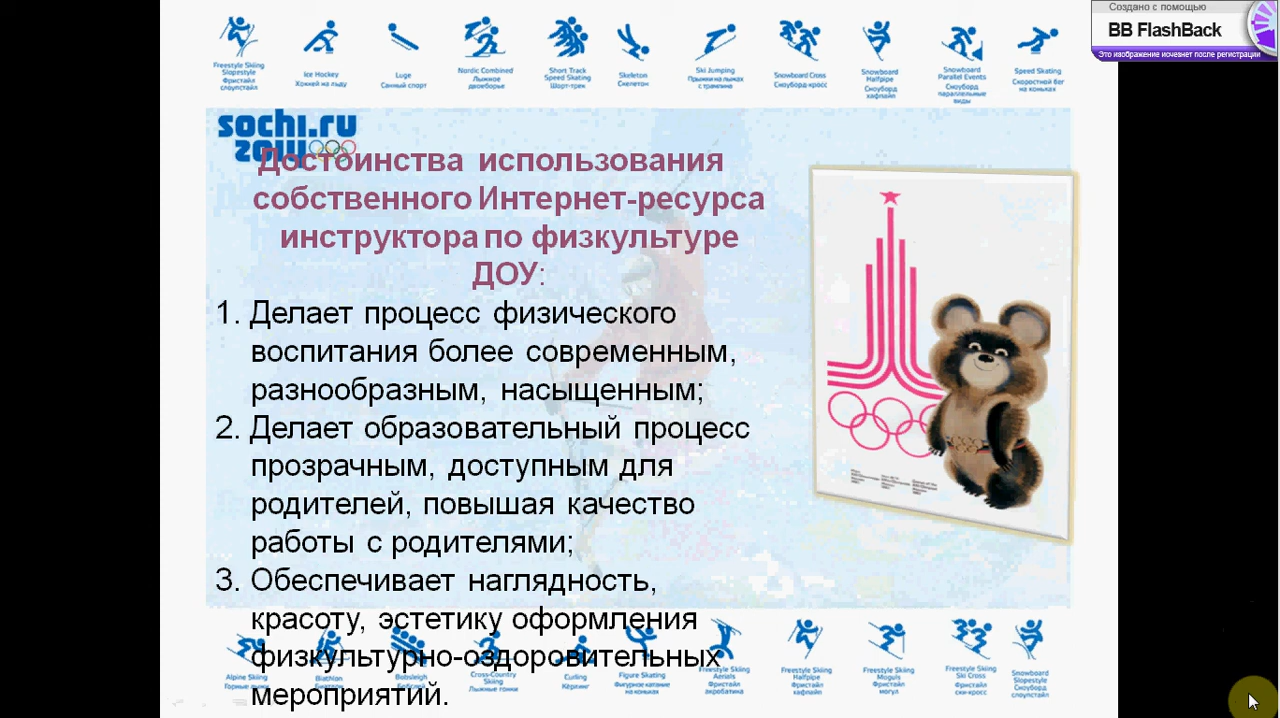 Создано с помощью
BB FlashBack
Это изображение исчезнет после регистрации
Freestyle Skiing Slopestyle
Фристайл слоупстайл
Ice Hockey
Хоккей на льду
Luge
Санный спорт
Nordic Combined
Лыжное двоеборье
Short Track Speed Skating
Шорт-трек
Skeleton
Скелетон
Ski Jumping
Прыжки на лыжах с трамплина
Snowboard Cross
Сноуборд-кросс
Snowboard Halfpipe
Сноуборд хафпайп
Snowboard Parallel Events
Сноуборд параллельные виды
Speed Skating
Скоростной бег на коньках
sochi.ru
2014
Достоинства использования
собственного Интернет-ресурса
инструктора по физкультуре
ДОУ:
1. Делает процесс физического
воспитания более современным,
разнообразным, насыщенным;
2. Делает образовательный процесс
прозрачным, доступным для
родителей, повышая качество
работы с родителями;
3. Обеспечивает наглядность,
красоту, эстетику оформления
физкультурно-оздоровительных
мероприятий.
Alpine Skiing
Горные лыжи
Biathlon
Биатлон
Bobsleigh
Бобслей
Cross-Country Skiing
Лыжные гонки
Curling
Кёрлинг
Figure Skating
Фигурное катание на коньках
Freestyle Skiing Aerials
Фристайл акробатика
Freestyle Skiing Halfpipe
Фристайл хафпайп
Freestyle Skiing Moguls
Фристайл могул
Freestyle Skiing Ski Cross
Фристайл ски-кросс
Snowboard Slopestyle
Сноуборд слоупстайл